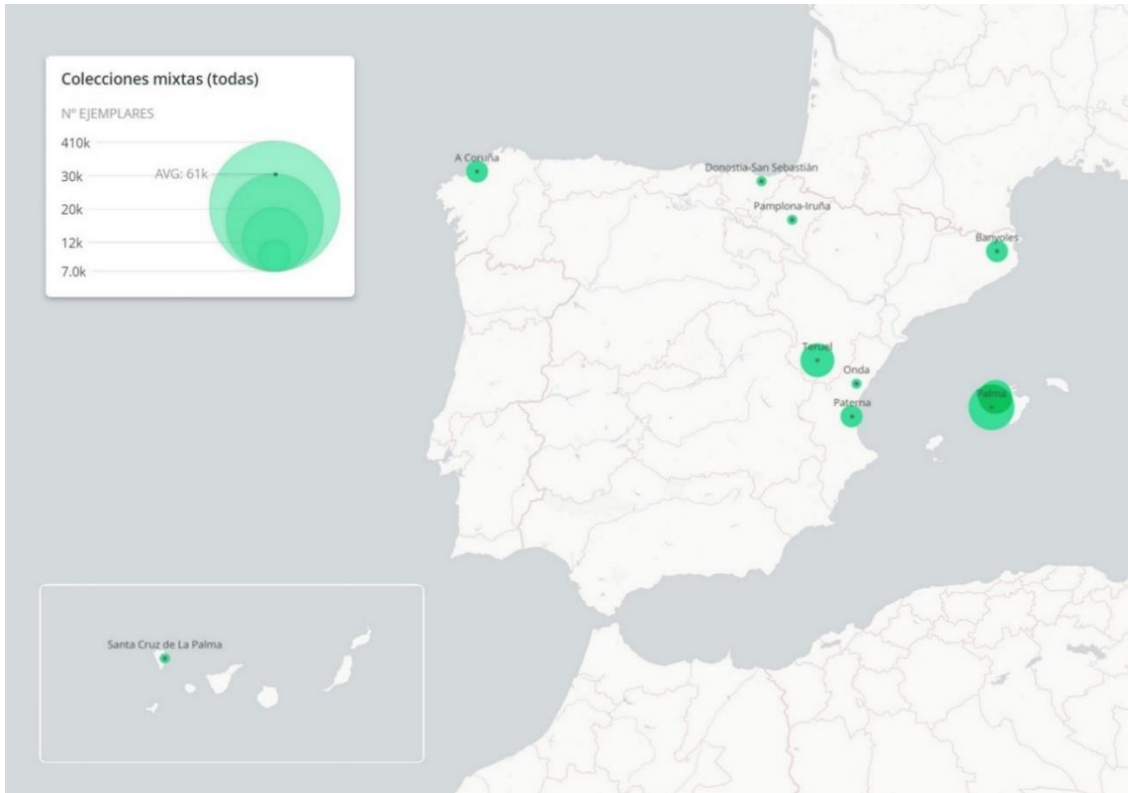 Colecciones mixtas (todas)
Nº EJEMPLARES
410k
30k
AVG: 61k
20k
12k
7.0k
A Coruña
Donostia-San Sebastián
Pamplona-Iruña
Banyoles
Teruel
Onda
Palma
Paterna
Santa Cruz de La Palma